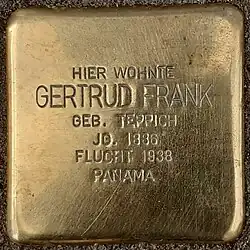 HIER WOHNTE
GERTRUD FRANK
GEB. TEPPICH
JG. 1886
FLUCHT 1938
PANAMA